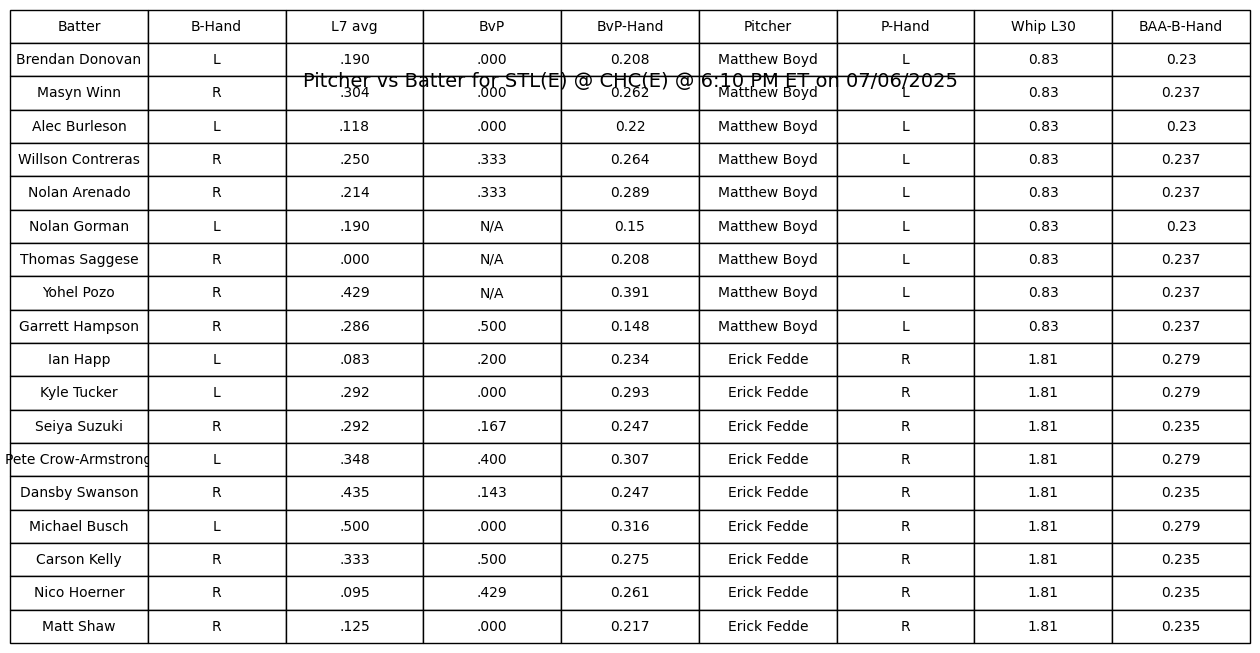 Batter B-Hand L7 avg BvP BvP-Hand Pitcher P-Hand Whip L30 BAA-B-Hand
Brendan Donovan L .190 .000 0.208 Matthew Boyd L 0.83 0.23
Pitcher vs Batter for STL(E) @ CHC(E) @ 6:10 PM ET on 07/06/2025
Masyn Winn R .304 .000 0.262 Matthew Boyd L 0.83 0.237
Alec Burleson L .118 .000 0.22 Matthew Boyd L 0.83 0.23
Willson Contreras R .250 .333 0.264 Matthew Boyd L 0.83 0.237
Nolan Arenado R .214 .333 0.289 Matthew Boyd L 0.83 0.237
Nolan Gorman L .190 N/A 0.15 Matthew Boyd L 0.83 0.23
Thomas Saggese R .000 N/A 0.208 Matthew Boyd L 0.83 0.237
Yohel Pozo R .429 N/A 0.391 Matthew Boyd L 0.83 0.237
Garrett Hampson R .286 .500 0.148 Matthew Boyd L 0.83 0.237
Ian Happ L .083 .200 0.234 Erick Fedde R 1.81 0.279
Kyle Tucker L .292 .000 0.293 Erick Fedde R 1.81 0.279
Seiya Suzuki R .292 .167 0.247 Erick Fedde R 1.81 0.235
Pete Crow-Armstrong L .348 .400 0.307 Erick Fedde R 1.81 0.279
Dansby Swanson R .435 .143 0.247 Erick Fedde R 1.81 0.235
Michael Busch L .500 .000 0.316 Erick Fedde R 1.81 0.279
Carson Kelly R .333 .500 0.275 Erick Fedde R 1.81 0.235
Nico Hoerner R .095 .429 0.261 Erick Fedde R 1.81 0.235
Matt Shaw R .125 .000 0.217 Erick Fedde R 1.81 0.235